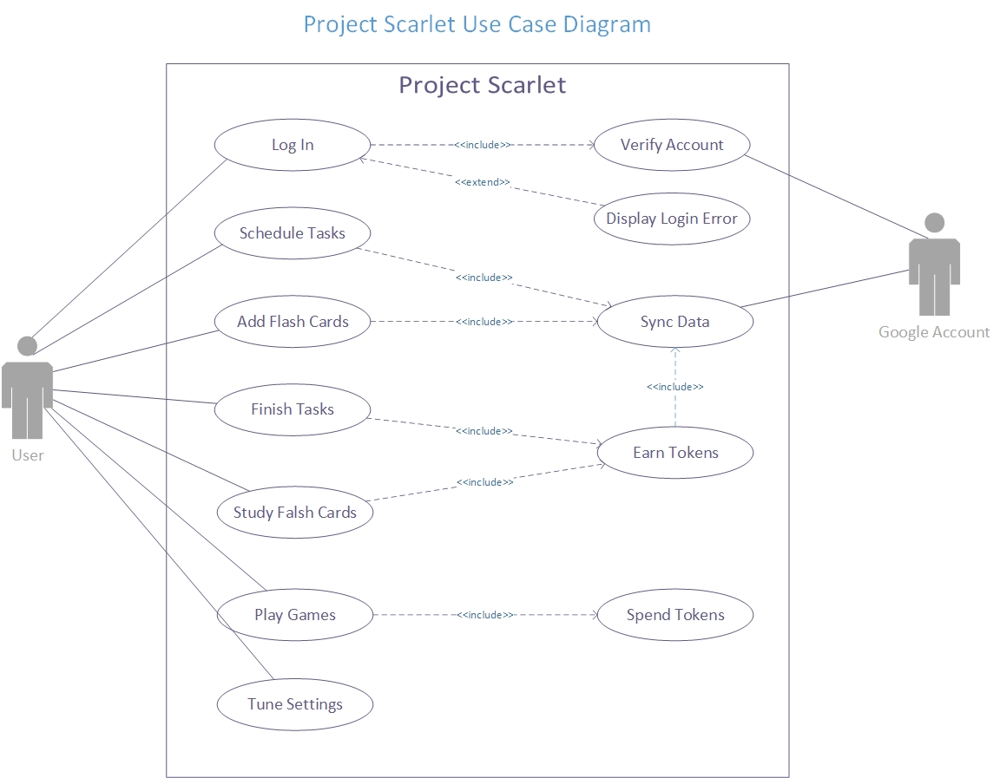 Project Scarlet Use Case Diagram
Project Scarlet
Log In
<<include>>
Verify Account
<<extend>>
Display Login Error
Schedule Tasks
<<include>>
Add Flash Cards
<<include>>
Sync Data
Google Account
<<include>>
Finish Tasks
<<include>>
Earn Tokens
User
<<include>>
Study Falsh Cards
Play Games
<<include>>
Spend Tokens
Tune Settings